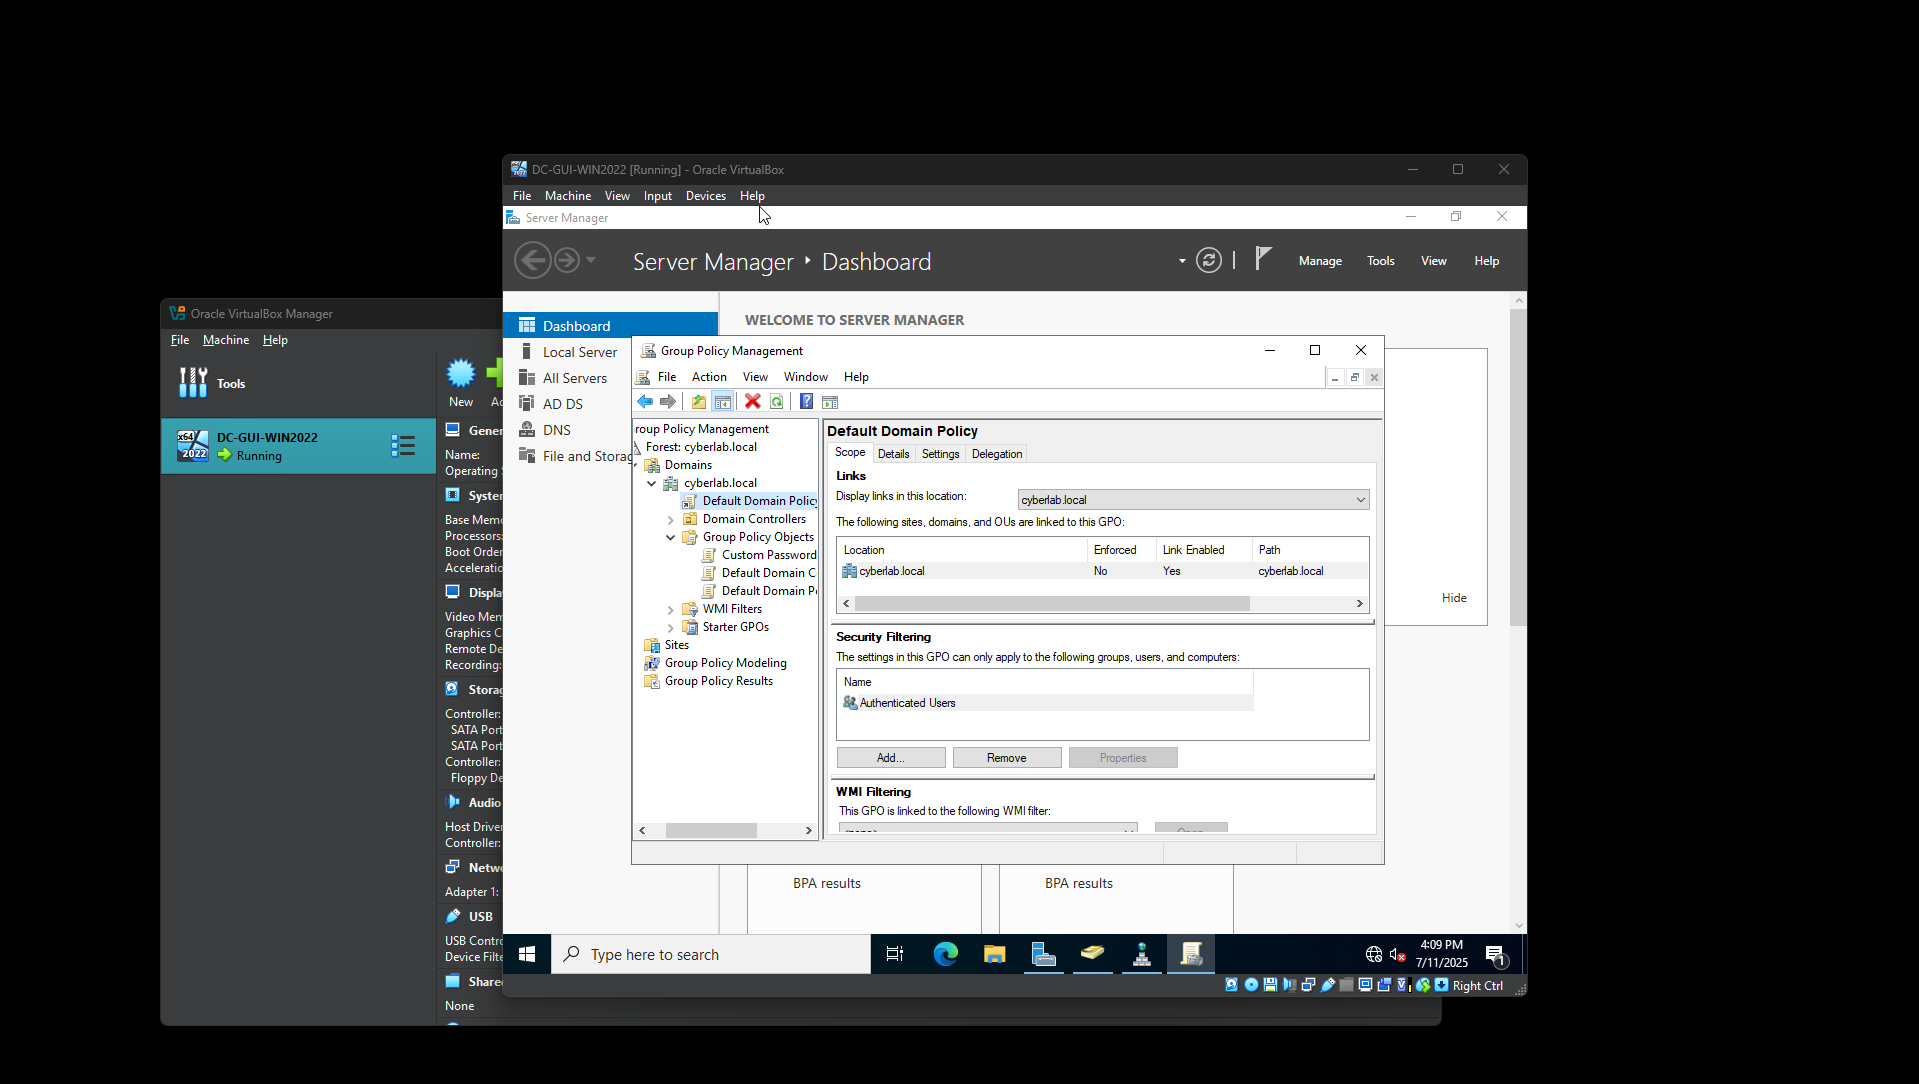 DC-GUI-WIN2022 [Running] - Oracle VirtualBox
File Machine View Input Devices Help
Server Manager
Server Manager • Dashboard
Manage Tools View Help
Dashboard
Local Server
All Servers
AD DS
DNS
File and Storag
WELCOME TO SERVER MANAGER
Hide
BPA results
BPA results
Group Policy Management
File Action View Window Help
roup Policy Management
Forest: cyberlab.local
Domains
cyberlab.local
Default Domain Policy
Domain Controllers
Group Policy Objects
Custom Password
Default Domain C
Default Domain P
WMI Filters
Starter GPOs
Sites
Group Policy Modeling
Group Policy Results
Default Domain Policy
Scope Details Settings Delegation
Links
Display links in this location: cyberlab.local
The following sites, domains, and OUs are linked to this GPO:
Location Enforced Link Enabled Path
cyberlab.local No Yes cyberlab.local
Security Filtering
The settings in this GPO can only apply to the following groups, users, and computers:
Name
Authenticated Users
Add... Remove Properties
WMI Filtering
This GPO is linked to the following WMI filter:
Type here to search
4:09 PM
7/11/2025
1
Right Ctrl
Oracle VirtualBox Manager
File Machine Help
Tools
New
x64
2022
DC-GUI-WIN2022
Running
Gener
Name:
Operating
System
Base Mem
Processors:
Boot Order
Acceleratio
Displa
Video Mem
Graphics C
Remote De
Recording:
Storag
Controller:
SATA Port
SATA Port
Controller:
Floppy De
Audio
Host Driver
Controller:
Netwo
Adapter 1:
USB
USB Contro
Device Filte
Shared
None